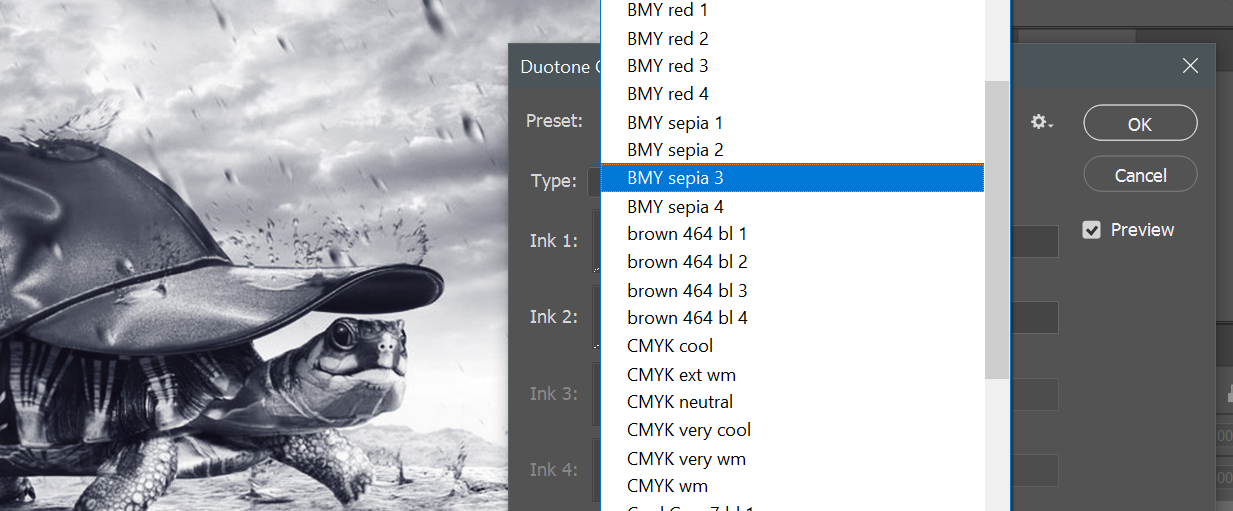 BMY red 1
BMY red 2
BMY red 3
BMY red 4
BMY sepia 1
BMY sepia 2
BMY sepia 3
BMY sepia 4
brown 464 bl 1
brown 464 bl 2
brown 464 bl 3
brown 464 bl 4
CMYK cool
CMYK ext wm
CMYK neutral
CMYK very cool
CMYK very wm
CMYK wm
Duotone
Preset:
Type:
Ink 1:
Ink 2:
Ink 3:
Ink 4:
OK
Cancel
Preview